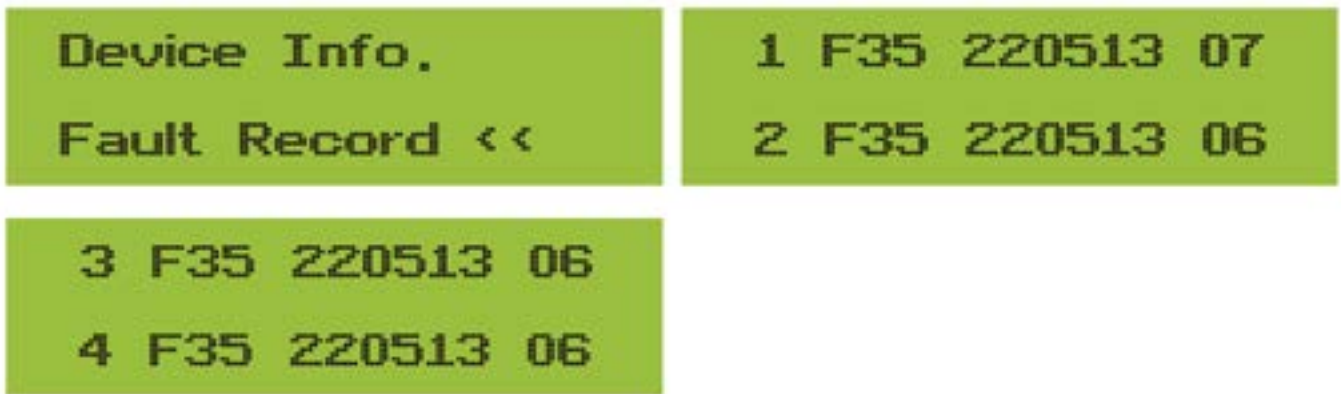 Device Info.
Fault Record <<
1 F35 220513 07
2 F35 220513 06
3 F35 220513 06
4 F35 220513 06